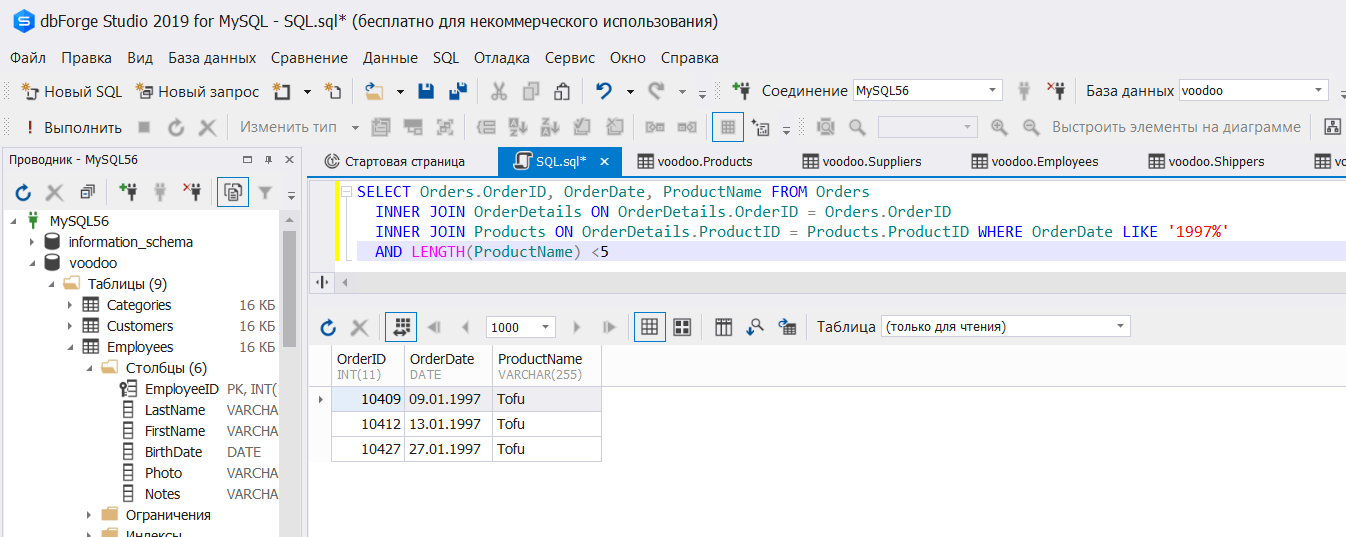 dbForge Studio 2019 for MySQL - SQL.sql* (бесплатно для некоммерческого использования)
Файл Правка Вид База данных Сравнение Данные SQL Отладка Сервис Окно Справка
Новый SQL Новый запрос Соединение MySQL56 База данных voodoo
Выполнить Изменить тип Выстроить элементы на диаграмме
Проводник - MySQL56
Стартовая страница SQL.sql* voodoo.Products voodoo.Suppliers voodoo.Employees voodoo.Shippers vo
MySQL56
information_schema
voodoo
Таблицы (9)
Categories 16 КБ
Customers 16 КБ
Employees 16 КБ
Столбцы (6)
EmployeeID PK, INT(
LastName VARCHA
FirstName VARCHA
BirthDate DATE
Photo VARCHA
Notes VARCHA
Ограничения
Индексы
SELECT Orders.OrderID, OrderDate, ProductName FROM Orders
INNER JOIN OrderDetails ON OrderDetails.OrderID = Orders.OrderID
INNER JOIN Products ON OrderDetails.ProductID = Products.ProductID WHERE OrderDate LIKE '1997%'
AND LENGTH(ProductName) <5
1000 Таблица (только для чтения)
OrderID OrderDate ProductName
INT(11) DATE VARCHAR(255)
10409 09.01.1997 Tofu
10412 13.01.1997 Tofu
10427 27.01.1997 Tofu